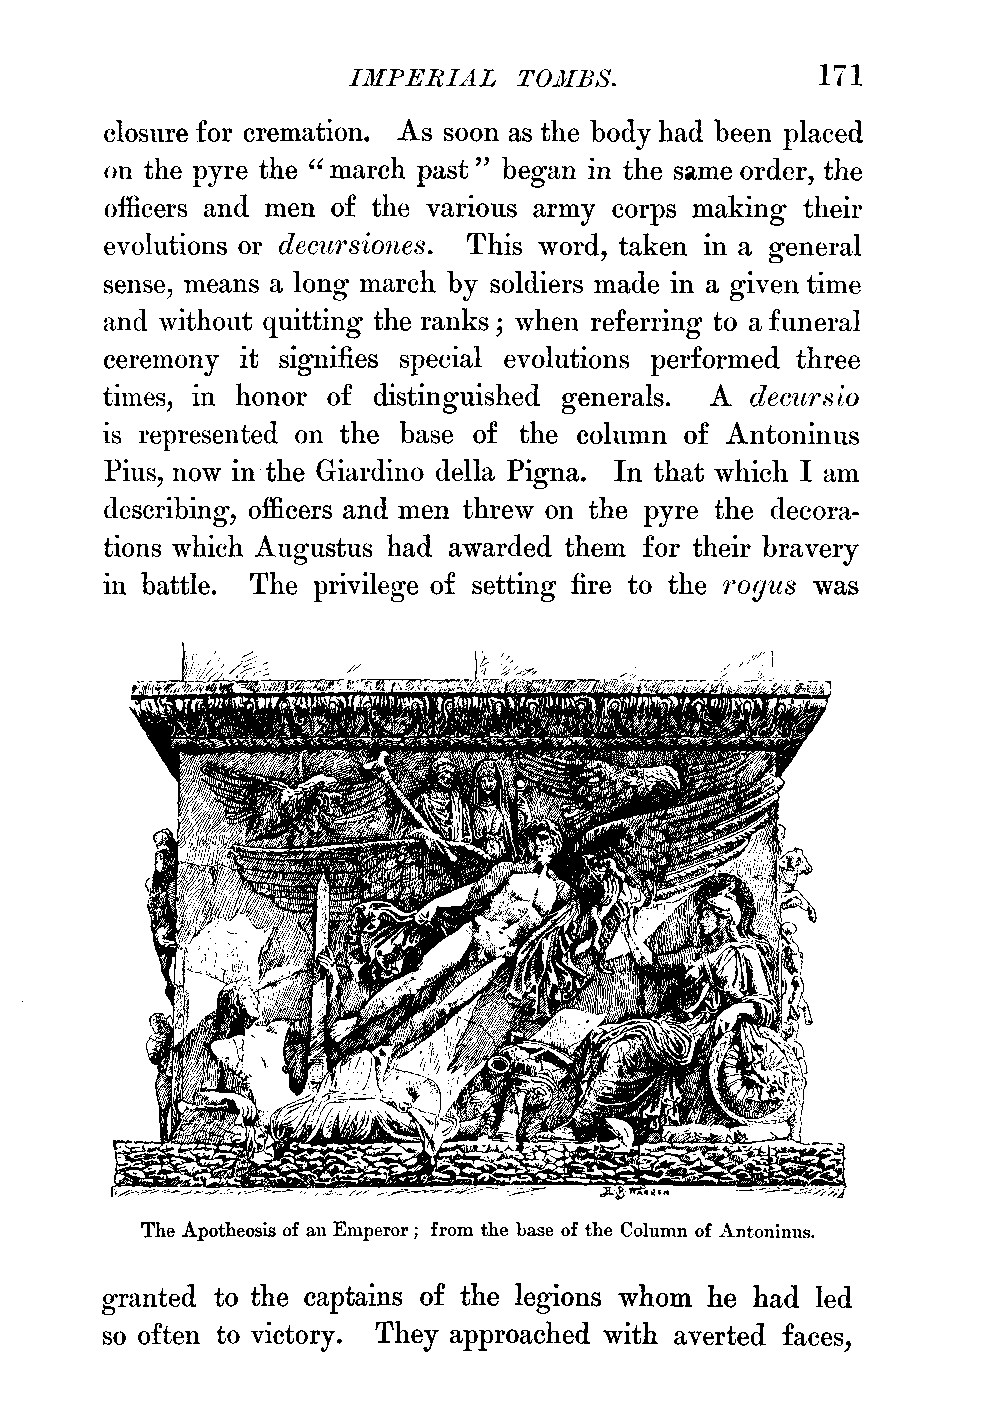 IMPERIAL TOMBS. 171
closure for cremation. As soon as the body had been placed
on the pyre the “march past” began in the same order, the
officers and men of the various army corps making their
evolutions or decursiones. This word, taken in a general
sense, means a long march by soldiers made in a given time
and without quitting the ranks; when referring to a funeral
ceremony it signifies special evolutions performed three
times, in honor of distinguished generals. A decursio
is represented on the base of the column of Antoninus
Pius, now in the Giardino della Pigna. In that which I am
describing, officers and men threw on the pyre the decora-
tions which Augustus had awarded them for their bravery
in battle. The privilege of setting fire to the rogus was
WARREN
The Apotheosis of an Emperor; from the base of the Column of Antoninus.
granted to the captains of the legions whom he had led
so often to victory. They approached with averted faces,